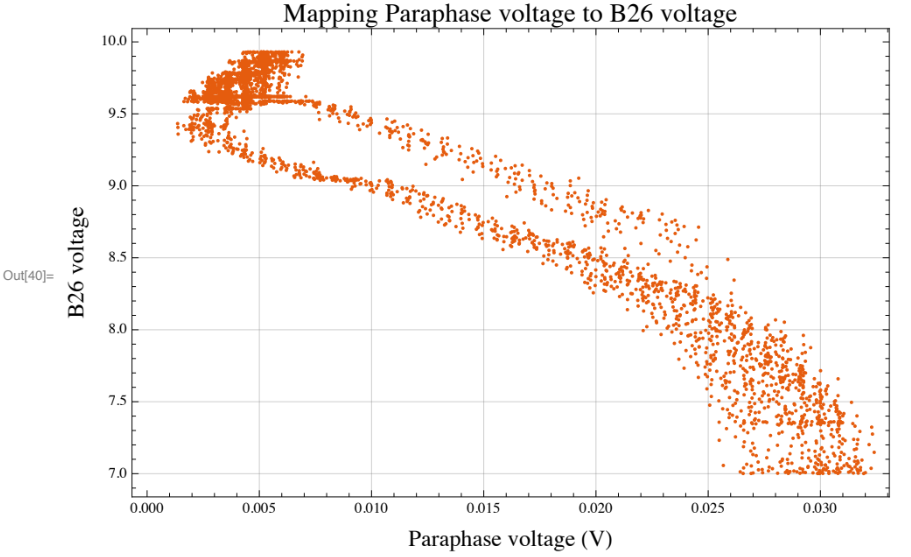 Mapping Paraphase voltage to B26 voltage
10.0
9.5
9.0
8.5
8.0
7.5
7.0
B26 voltage
Out[40]=
0.000 0.005 0.010 0.015 0.020 0.025 0.030
Paraphase voltage (V)